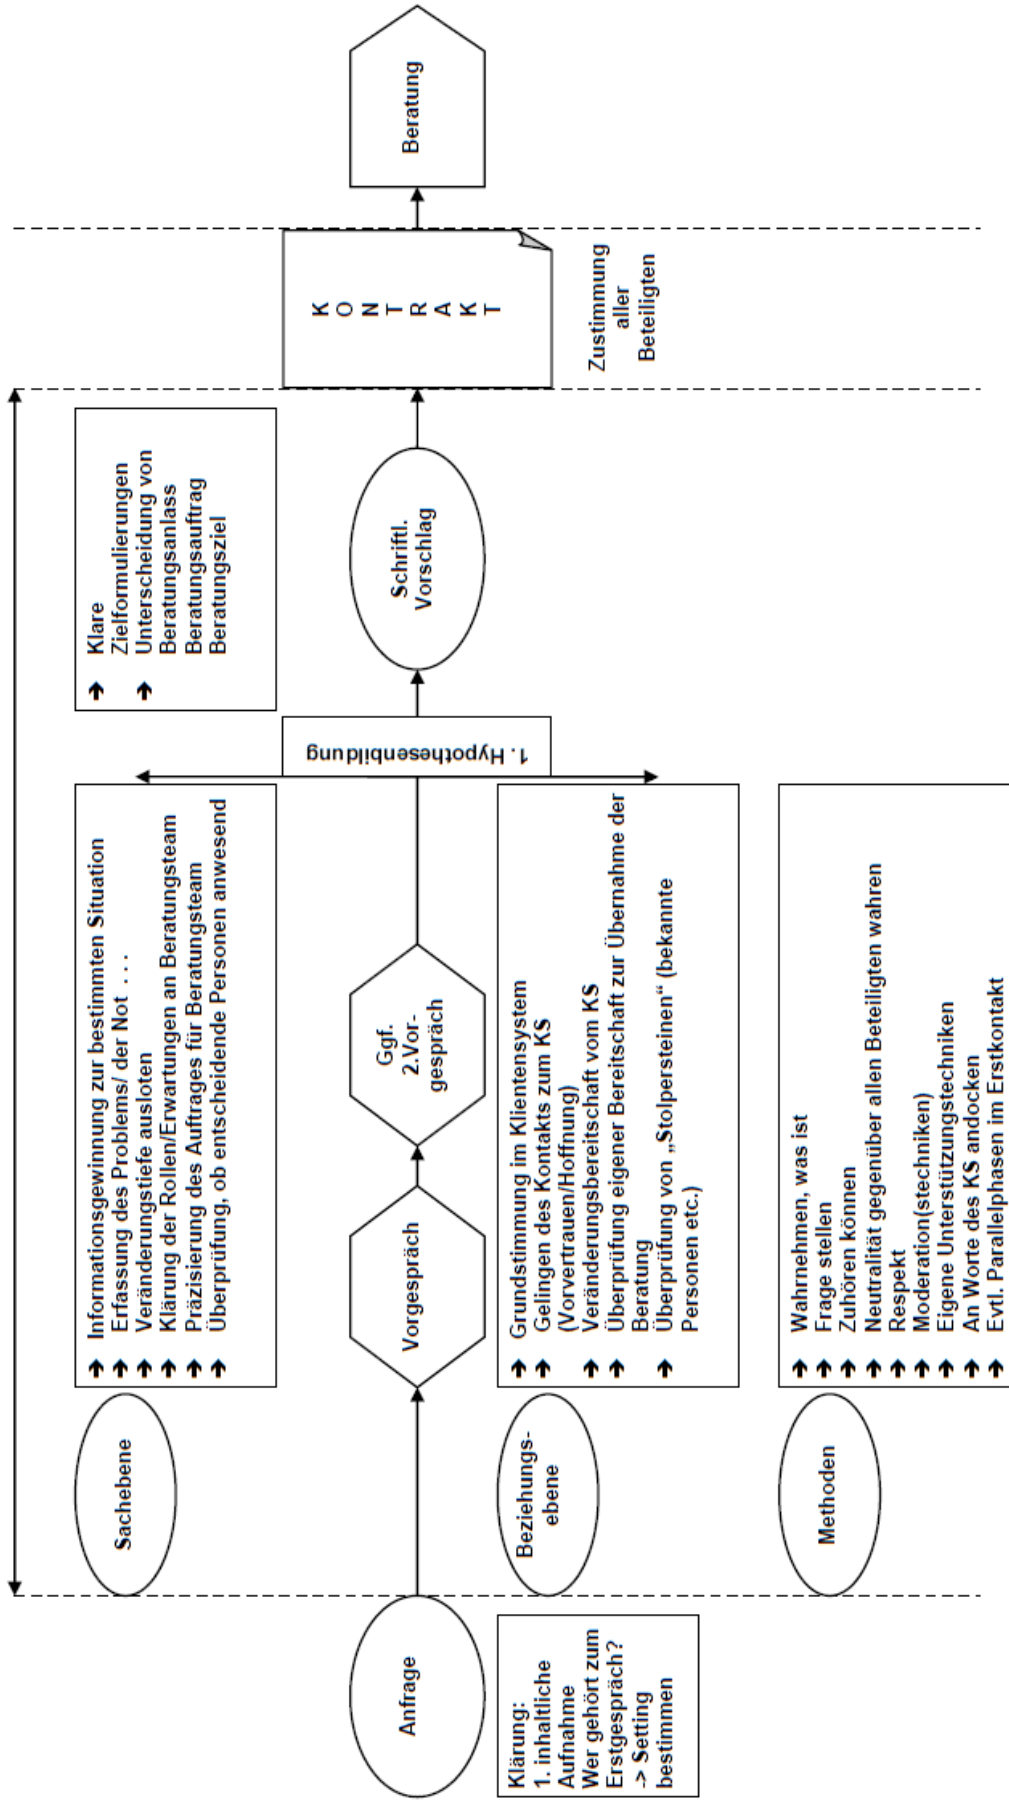 Sachebene
Informationsgewinnung zur bestimmten Situation
Erfassung des Problems/ der Not . . .
Veränderungstiefe ausloten
Klärung der Rollen/Erwartungen an Beratungsteam
Präzisierung des Auftrages für Beratungsteam
Überprüfung, ob entscheidende Personen anwesend
Klare
Zielformulierungen
Unterscheidung von
Beratungsanlass
Beratungsauftrag
Beratungsziel
Anfrage
Vorgespräch
Ggf.
2.Vor-
gespräch
1. Hypothesenbildung
Schriftl.
Vorschlag
K
O
N
T
R
A
K
T
Beratung
Klärung:
1. inhaltliche
Aufnahme
Wer gehört zum
Erstgespräch?
-> Setting
bestimmen
Beziehungs-
ebene
Grundstimmung im Klientensystem
Gelingen des Kontakts zum KS
(Vorvertrauen/Hoffnung)
Veränderungsbereitschaft vom KS
Überprüfung eigener Bereitschaft zur Übernahme der
Beratung
Überprüfung von „Stolpersteinen“ (bekannte
Personen etc.)
Zustimmung
aller
Beteiligten
Methoden
Wahrnehmen, was ist
Frage stellen
Zuhören können
Neutralität gegenüber allen Beteiligten wahren
Respekt
Moderation(stechniken)
Eigene Unterstützungstechniken
An Worte des KS andocken
Evtl. Parallelphasen im Erstkontakt